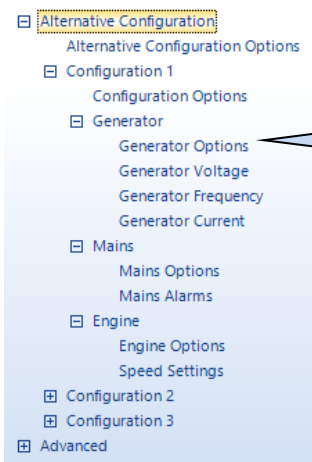 Alternative Configuration
Alternative Configuration Options
Configuration 1
Configuration Options
Generator
Generator Options
Generator Voltage
Generator Frequency
Generator Current
Mains
Mains Options
Mains Alarms
Engine
Engine Options
Speed Settings
Configuration 2
Configuration 3
Advanced